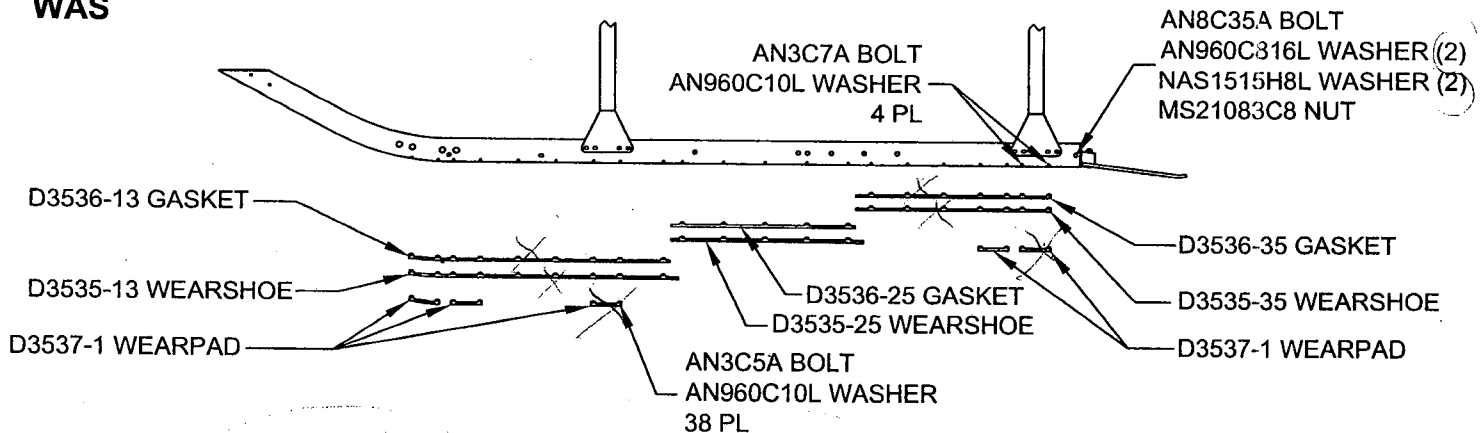 WAS
AN3C7A BOLT
AN960C10L WASHER
4 PL
AN8C35A BOLT
AN960C816L WASHER (2)
NAS1515H8L WASHER (2)
MS21083C8 NUT
D3536-13 GASKET
D3535-13 WEARSHOE
D3537-1 WEARPAD
D3536-25 GASKET
D3535-25 WEARSHOE
AN3C5A BOLT
AN960C10L WASHER
38 PL
D3536-35 GASKET
D3535-35 WEARSHOE
D3537-1 WEARPAD